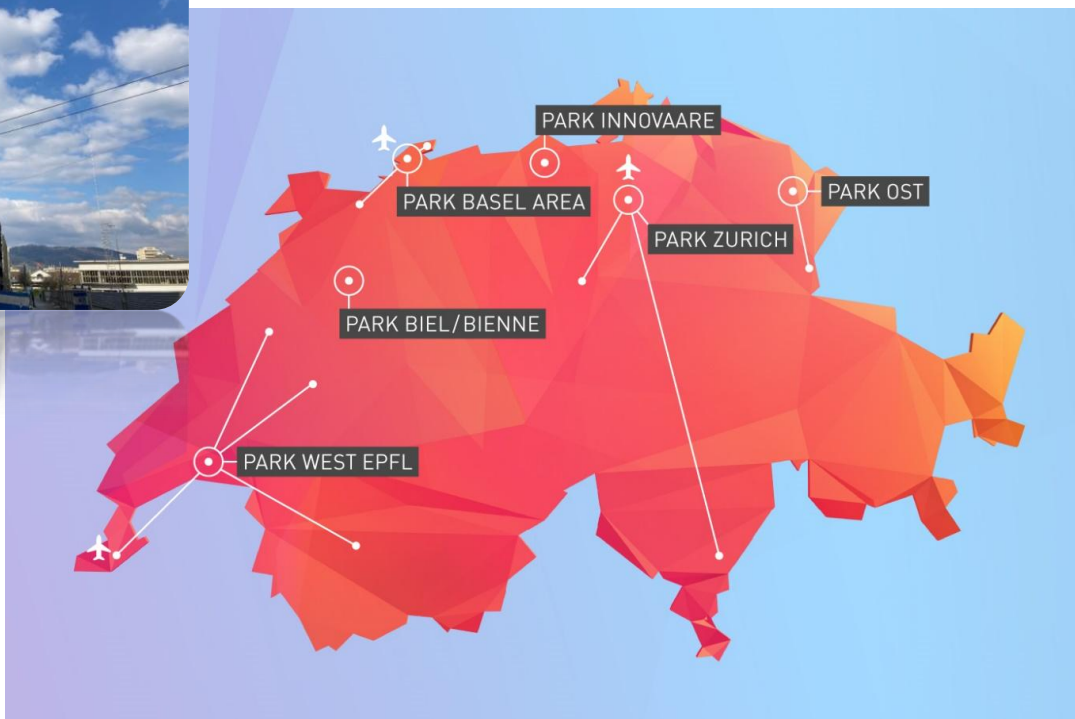 PARK INNOVAARE
PARK BASEL AREA
PARK OST
PARK ZURICH
PARK BIEL/BIENNE
PARK WEST EPFL